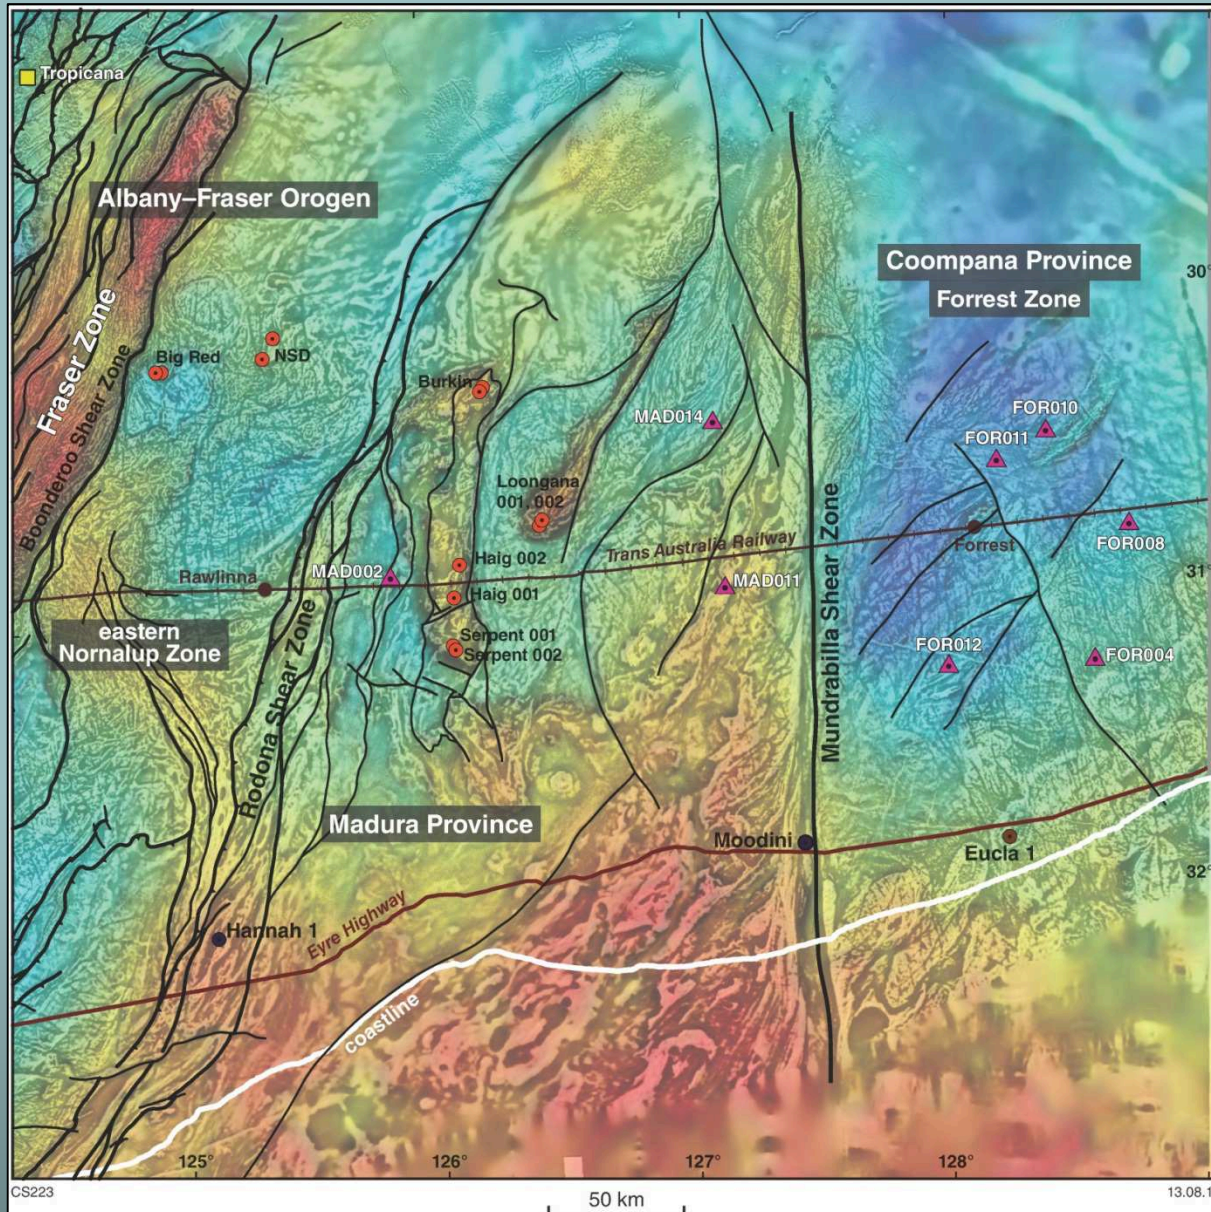 Tropicana
Albany–Fraser Orogen
Coompana Province
Forrest Zone
30°
Fraser Zone
Boonderoo Shear Zone
Big Red
NSD
Burkin
MAD014
FOR010
FOR011
Loongana
001, 002
FOR008
Forrest
Trans Australia Railway
Mundrabilla Shear Zone
Haig 002
MAD002
Rawlinna
Haig 001
MAD011
31°
eastern
Nornalup Zone
Serpent 001
Serpent 002
FOR012
FOR004
Rodona Shear Zone
Madura Province
Moodini
Eucla 1
32°
Hannah 1
Eyre Highway
coastline
125°
126°
127°
128°
CS223
50 km
13.08.1